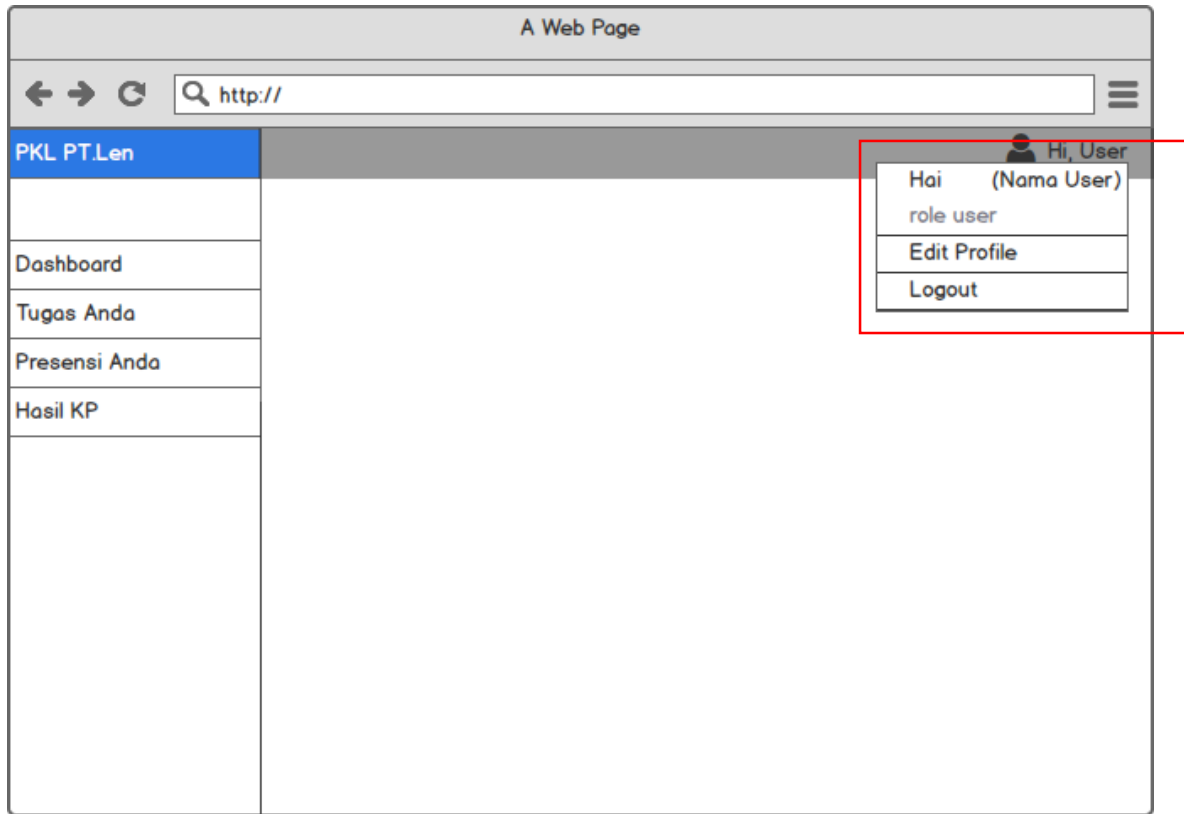 A Web Page
http://
PKL PT.Len
Hi, User
Hai (Nama User)
role user
Edit Profile
Logout
Dashboard
Tugas Anda
Presensi Anda
Hasil KP